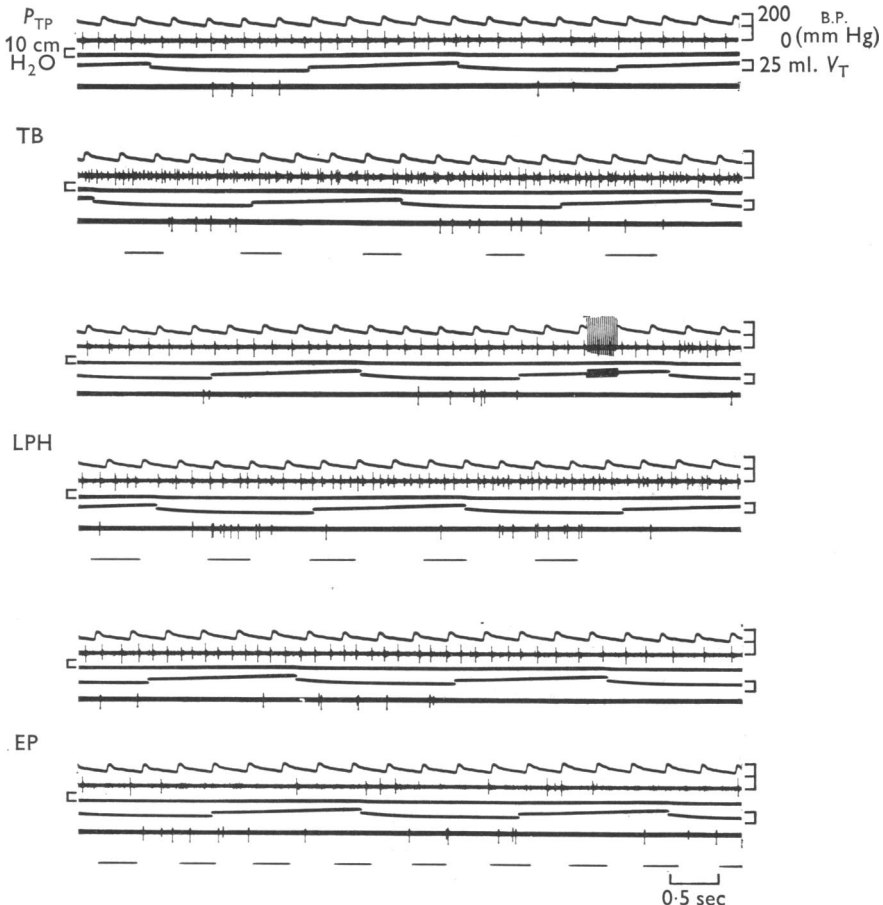 P_TP
10 cm
H₂O
200 B.P.
0 (mm Hg)
25 ml. V_T
TB
LPH
EP
0·5 sec